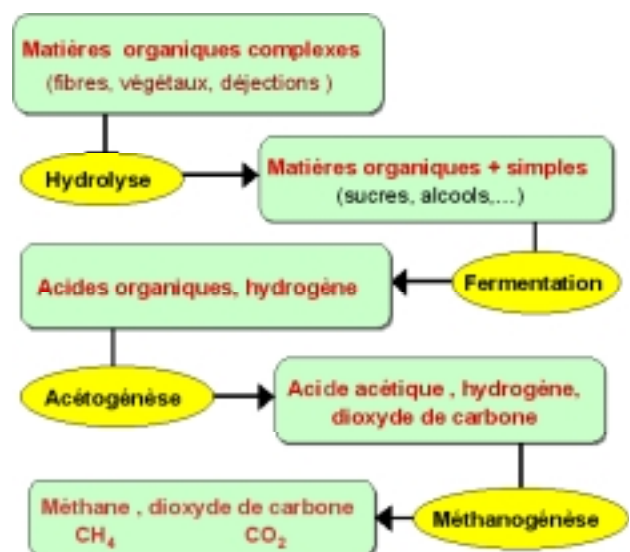 Matières organiques complexes
(fibres, végétaux, déjections )
Hydrolyse
Matières organiques + simples
(sucres, alcools,...)
Fermentation
Acides organiques, hydrogène
Acétogénèse
Acide acétique , hydrogène,
dioxyde de carbone
Méthanogénèse
Méthane , dioxyde de carbone
CH₄ CO₂